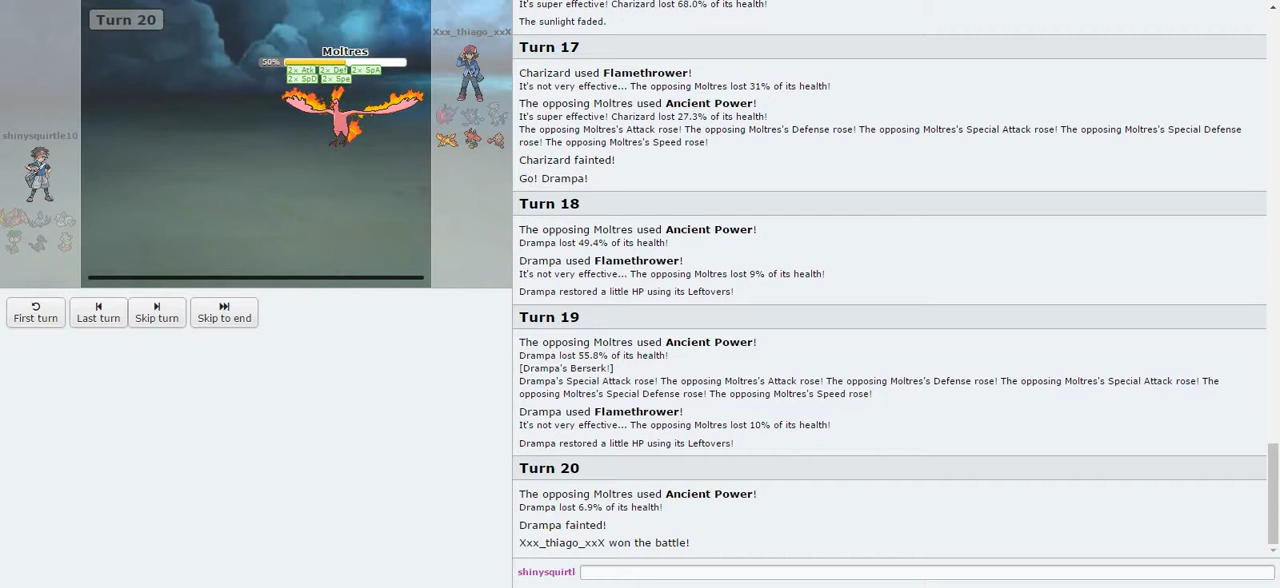 Turn 20
Xxx_thiago_xxX
Moltres
50%
2× Atk 2× Def 2× SpA
2× SpD 2× Spe
shinysquirtle10
First turn
Last turn
Skip turn
Skip to end
It's super effective! Charizard lost 68.0% of its health!
The sunlight faded.
Turn 17
Charizard used Flamethrower!
It's not very effective... The opposing Moltres lost 31% of its health!
The opposing Moltres used Ancient Power!
It's super effective! Charizard lost 27.3% of its health!
The opposing Moltres's Attack rose! The opposing Moltres's Defense rose! The opposing Moltres's Special Attack rose! The opposing Moltres's Special Defense
rose! The opposing Moltres's Speed rose!
Charizard fainted!
Go! Drampa!
Turn 18
The opposing Moltres used Ancient Power!
Drampa lost 49.4% of its health!
Drampa used Flamethrower!
It's not very effective... The opposing Moltres lost 9% of its health!
Drampa restored a little HP using its Leftovers!
Turn 19
The opposing Moltres used Ancient Power!
Drampa lost 55.8% of its health!
[Drampa's Berserk!]
Drampa's Special Attack rose! The opposing Moltres's Attack rose! The opposing Moltres's Defense rose! The opposing Moltres's Special Attack rose! The
opposing Moltres's Special Defense rose! The opposing Moltres's Speed rose!
Drampa used Flamethrower!
It's not very effective... The opposing Moltres lost 10% of its health!
Drampa restored a little HP using its Leftovers!
Turn 20
The opposing Moltres used Ancient Power!
Drampa lost 6.9% of its health!
Drampa fainted!
Xxx_thiago_xxX won the battle!
shinysquirtl